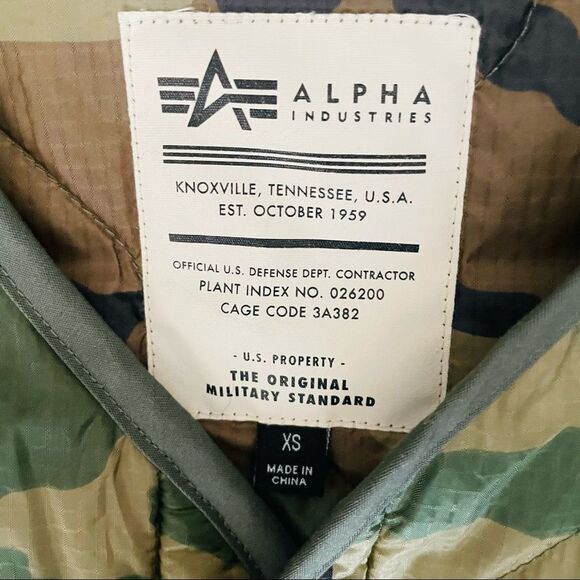 ALPHA
INDUSTRIES
KNOXVILLE, TENNESSEE, U.S.A.
EST. OCTOBER 1959
OFFICIAL U.S. DEFENSE DEPT. CONTRACTOR
PLANT INDEX NO. 026200
CAGE CODE 3A382
- U.S. PROPERTY -
THE ORIGINAL
MILITARY STANDARD
XS
MADE IN
CHINA